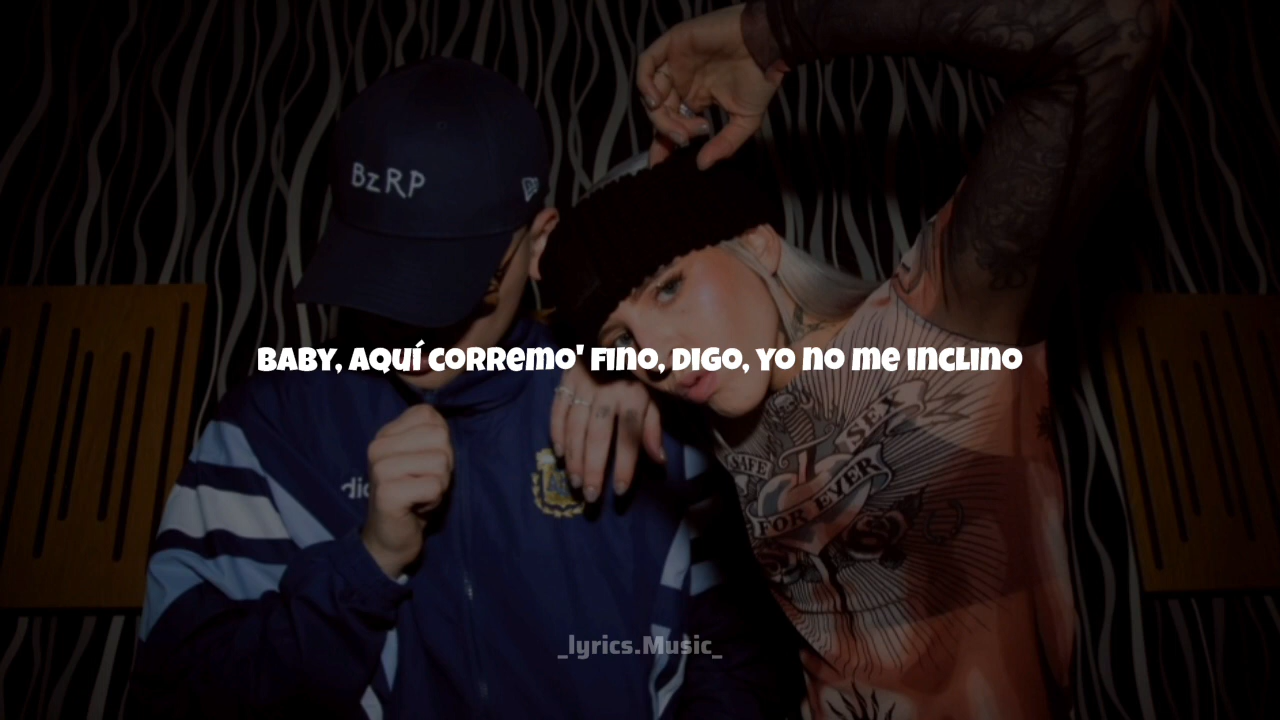 BzRP
BABY, AQUÍ CORREMO' FINO, DIGO, YO NO ME INCLINO
SAFE
SEX
FOR EVER
_lyrics.Music_